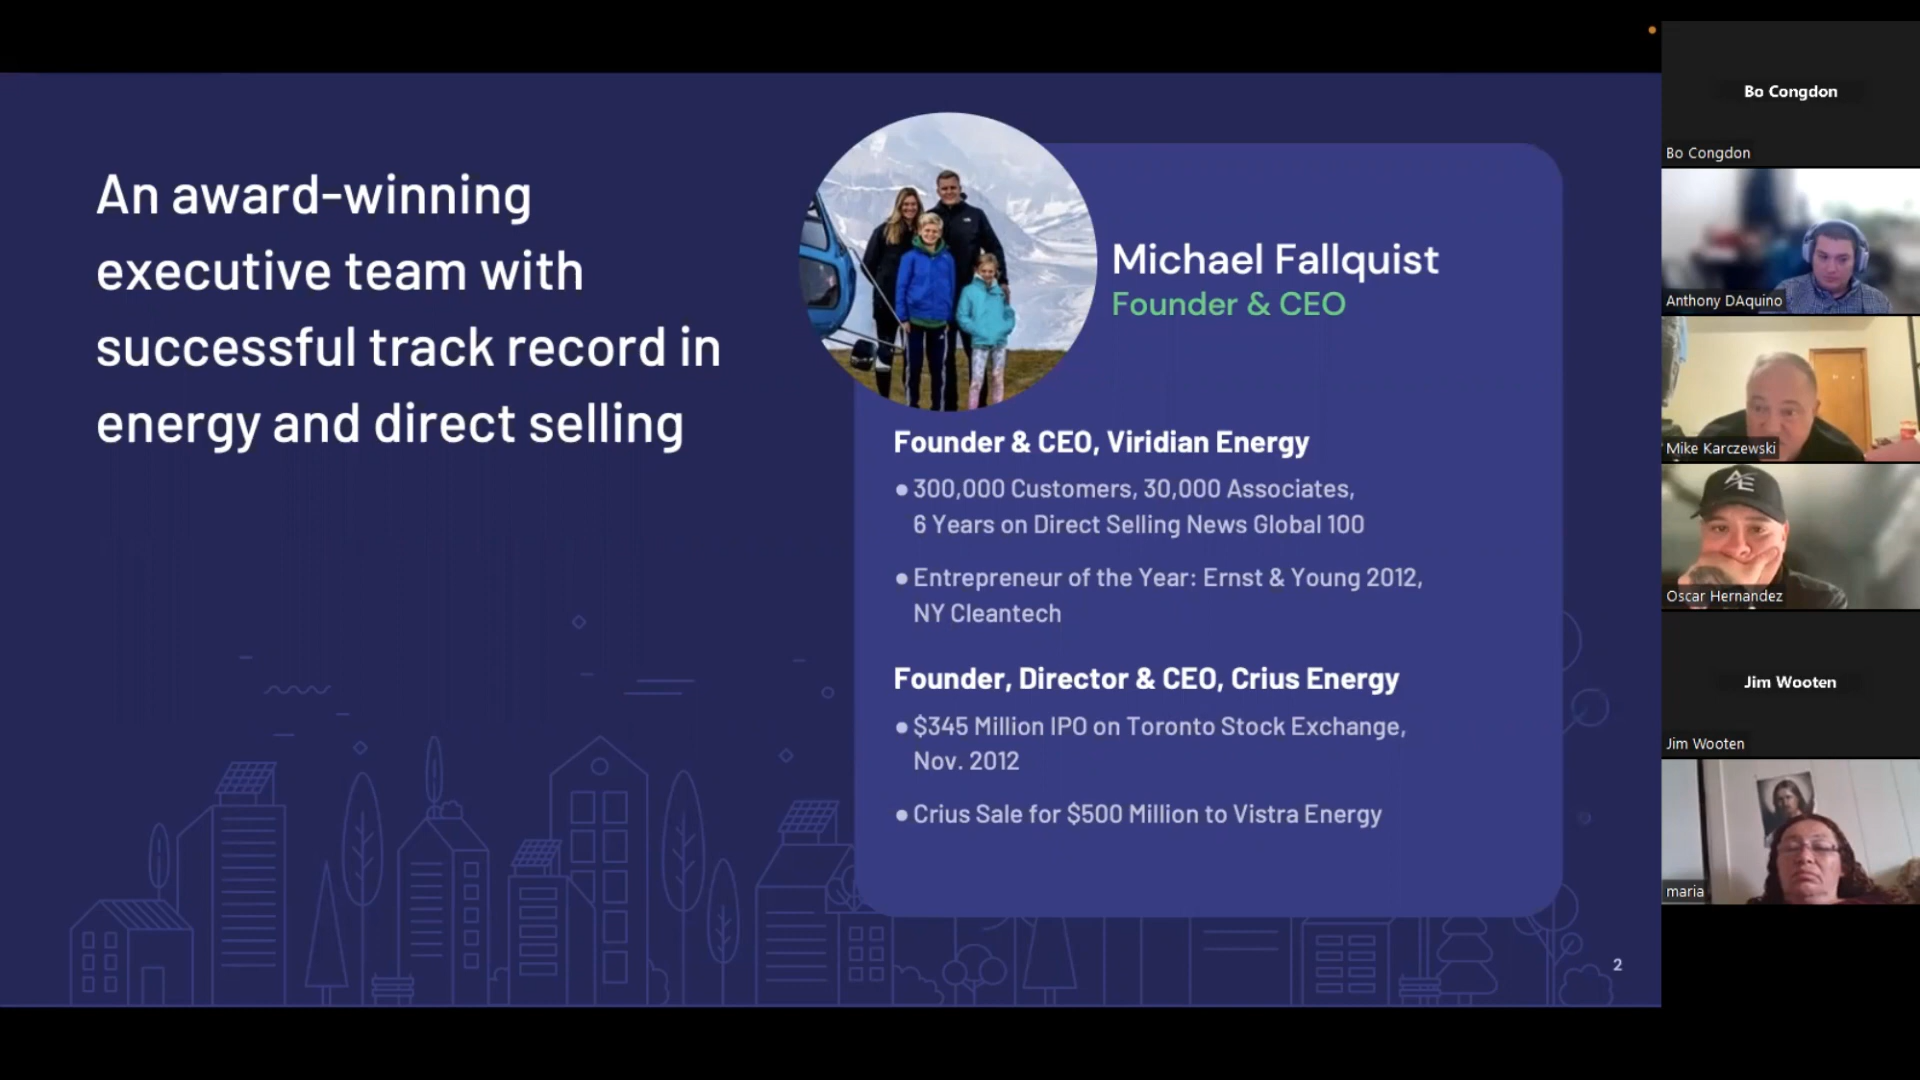 An award-winning
executive team with
successful track record in
energy and direct selling
Michael Fallquist
Founder & CEO
Founder & CEO, Viridian Energy
● 300,000 Customers, 30,000 Associates,
6 Years on Direct Selling News Global 100
● Entrepreneur of the Year: Ernst & Young 2012,
NY Cleantech
Founder, Director & CEO, Crius Energy
● $345 Million IPO on Toronto Stock Exchange,
Nov. 2012
● Crius Sale for $500 Million to Vistra Energy
2
Bo Congdon
Bo Congdon
Anthony DAquino
Mike Karczewski
AE
Oscar Hernandez
Jim Wooten
Jim Wooten
maria